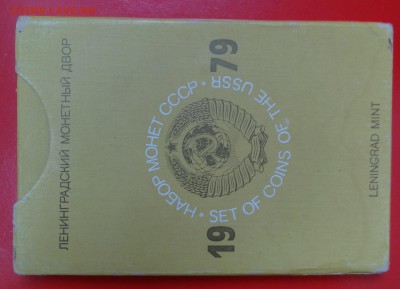 ЛЕНИНГРАДСКИЙ МОНЕТНЫЙ ДВОР
НАБОР МОНЕТ СССР • SET OF COINS OF THE USSR •
19 79
LENINGRAD MINT